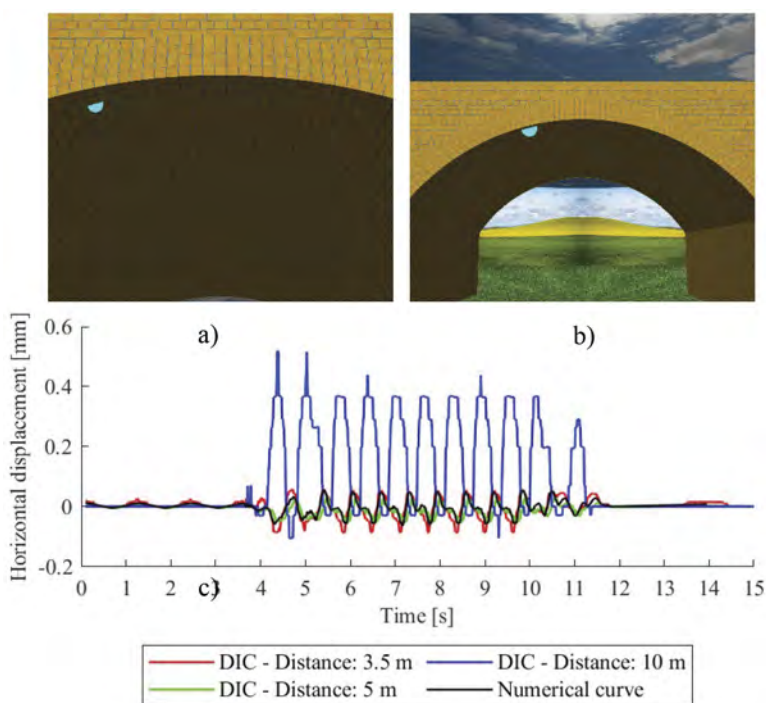 a)
b)
Horizontal displacement [mm]
0.6
0.4
0.2
0
-0.2
0 1 2 3 4 5 6 7 8 9 10 11 12 13 14 15
c)
Time [s]
DIC - Distance: 3.5 m
DIC - Distance: 10 m
DIC - Distance: 5 m
Numerical curve